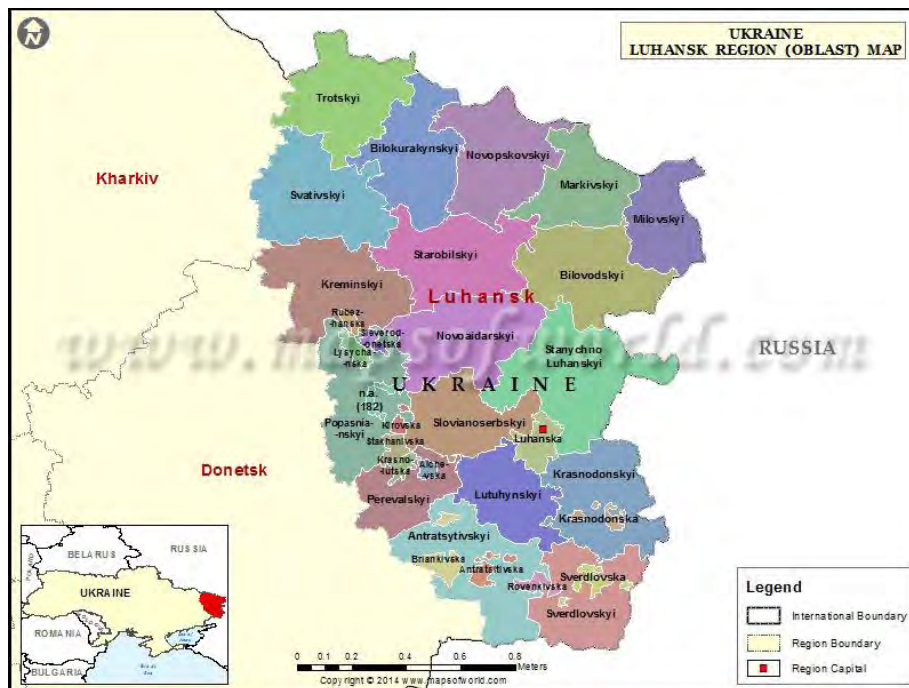 UKRAINE
LUHANSK REGION (OBLAST) MAP
N
Trotskyi
Bilokurakynskyi
Novopskovskyi
Kharkiv
Markivskyi
Svativskyi
Milovskyi
Starobilskyi
Bilovodskyi
Kreminskyi
Luhansk
Rubez-
hanska
Sieverod-
onetska
Novoaidarskyi
Lysycha-
nska
Stanychno
Luhanskyi
www.mapsofworld.com
RUSSIA
UKRAINE
n.a.
(182)
Popasnia-
nskyi
Kirovska
Slovianoserbskyi
Stakhanivska
Luhanska
Krasno-
lutska
Alche-
vska
Donetsk
Krasnodonskyi
Perevalskyi
Lutuhynskyi
Krasnodonska
Antratsytivskyi
Briankivska
Antratsitivska
Rovenkivska
Sverdlovska
Sverdlovskyi
BELARUS
RUSSIA
UKRAINE
ROMANIA
BULGARIA
Legend
International Boundary
Region Boundary
Region Capital
0 0.2 0.4 0.6 0.8
Meters
Copyright © 2014 www.mapsofworld.com